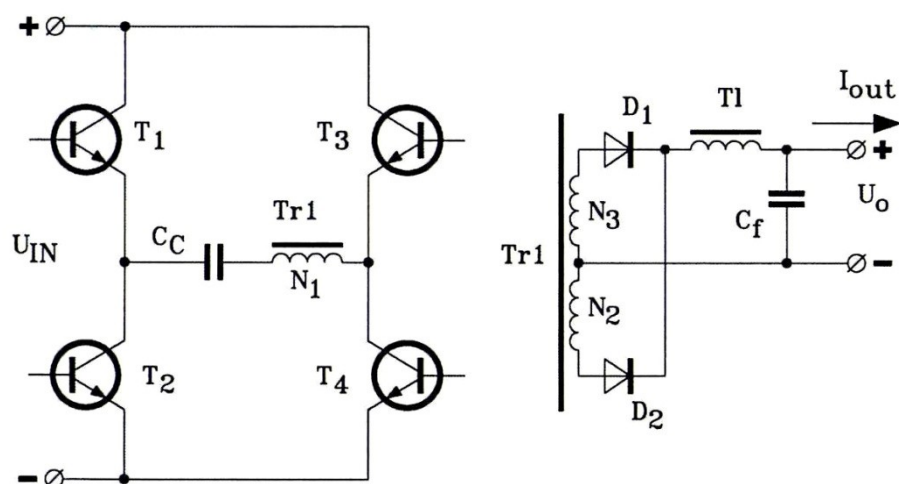 +
T1
T3
UIN
CC
Tr1
N1
T2
T4
−
D1
Tl
Iout
+
N3
Cf
Uo
Tr1
−
N2
D2